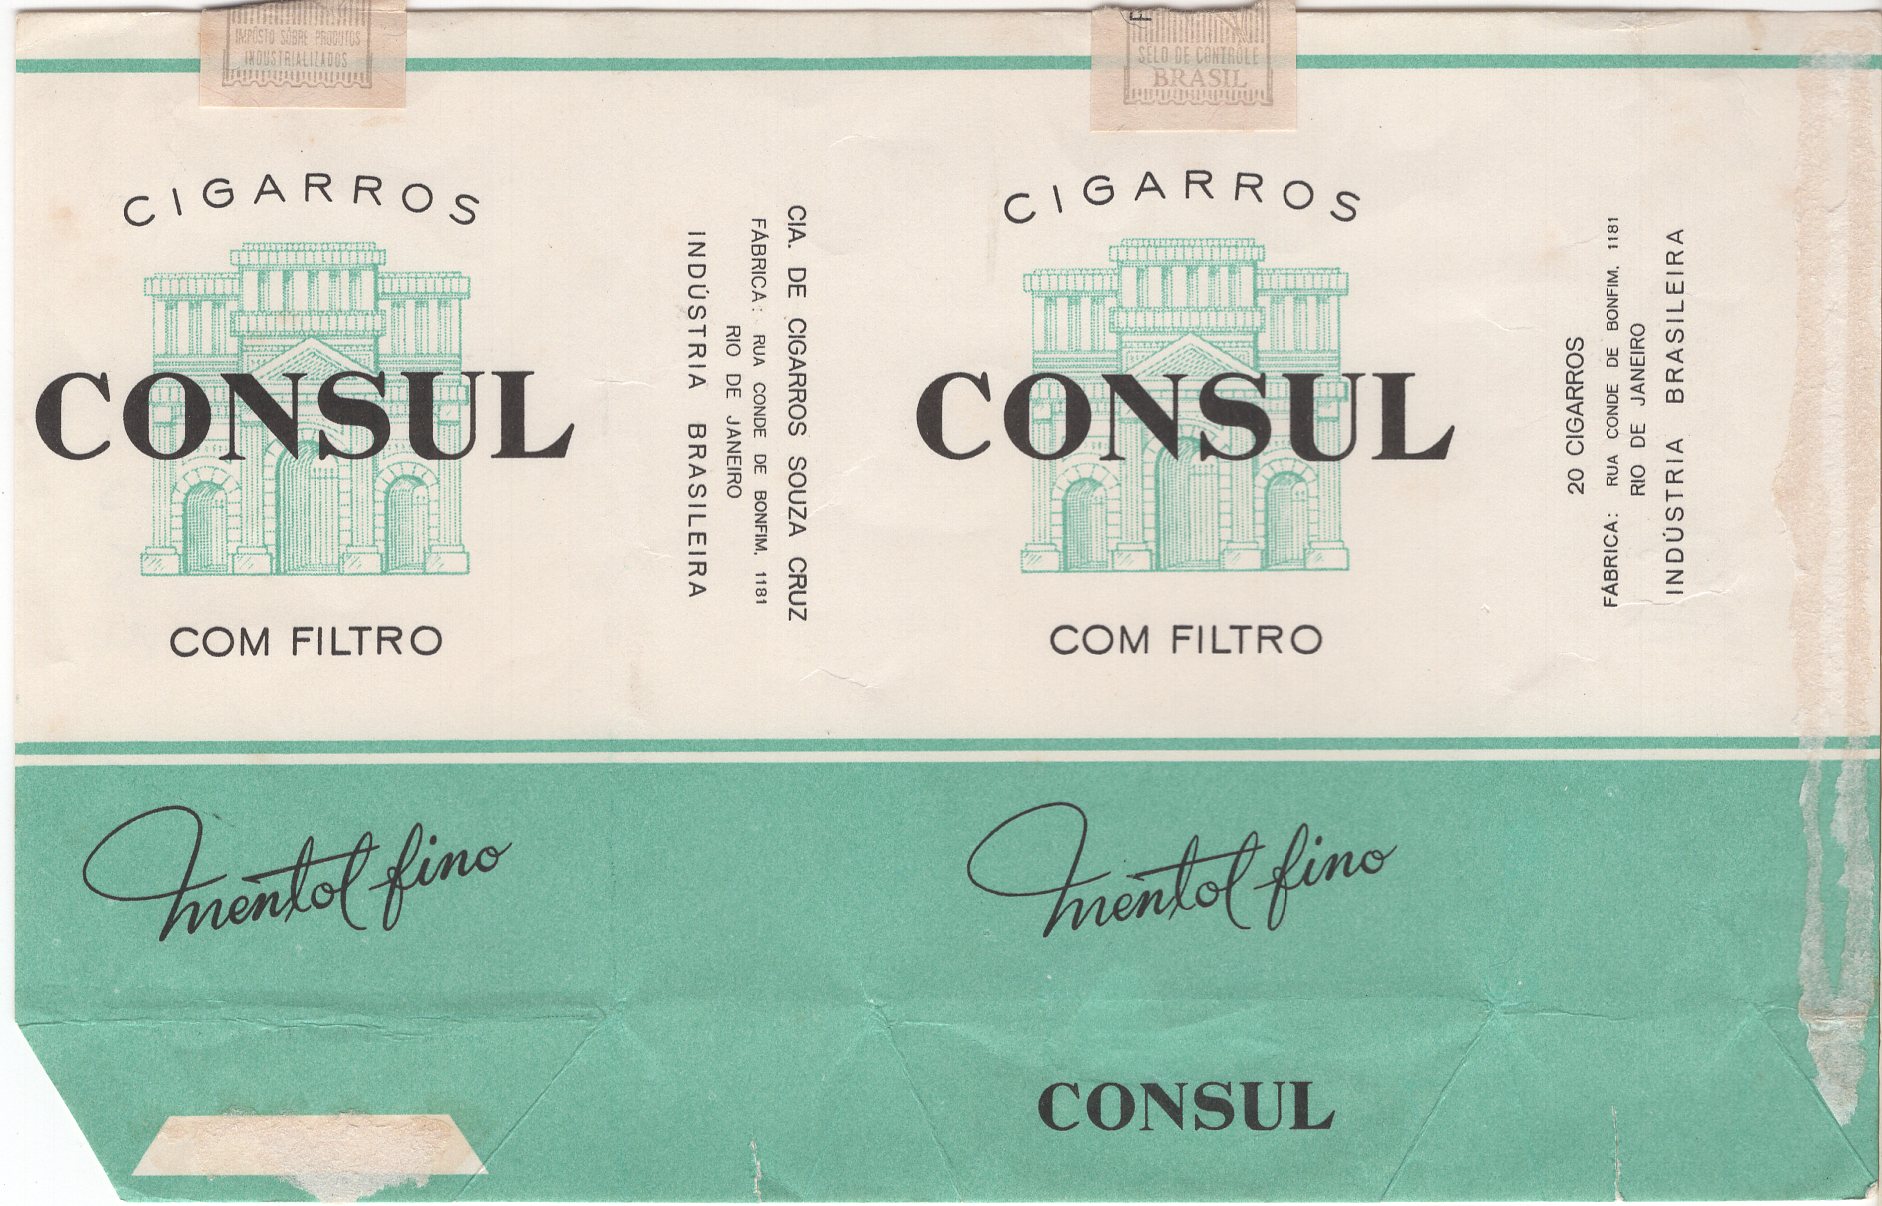 IMPÔSTO SÔBRE PRODUTOS
INDUSTRIALIZADOS
CIGARROS
CONSUL
COM FILTRO
mentol fino
CIA. DE CIGARROS SOUZA CRUZ
FÁBRICA: RUA CONDE DE BONFIM, 1181
RIO DE JANEIRO
INDÚSTRIA BRASILEIRA
SELO DE CONTRÔLE
BRASIL
CIGARROS
CONSUL
COM FILTRO
mentol fino
CONSUL
20 CIGARROS
FÁBRICA: RUA CONDE DE BONFIM, 1181
RIO DE JANEIRO
INDÚSTRIA BRASILEIRA